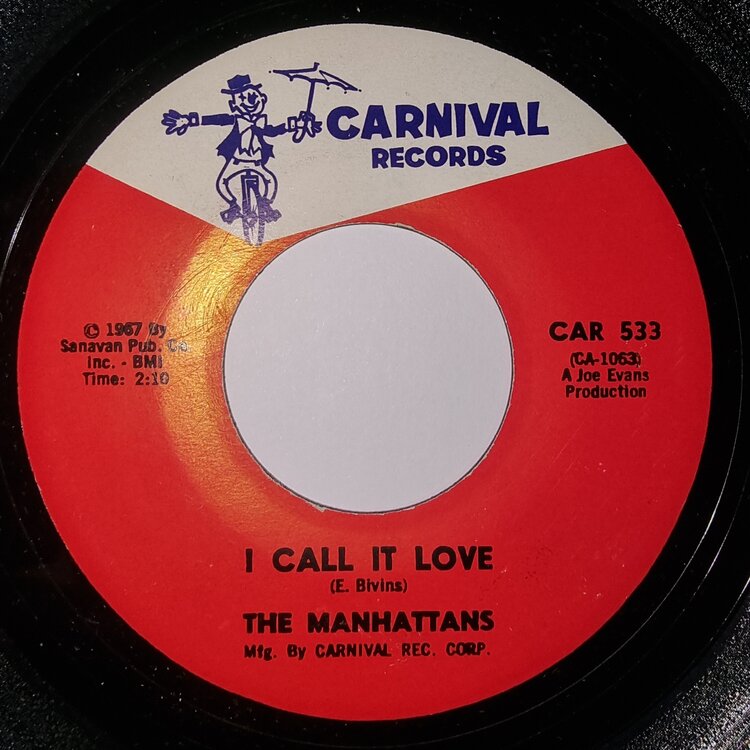 CARNIVAL
RECORDS
© 1967 By
Sanavan Pub. Co
Inc. - BMI
Time: 2:10
CAR 533
(CA-1063)
A Joe Evans
Production
I CALL IT LOVE
(E. Bivins)
THE MANHATTANS
Mfg. By CARNIVAL REC. CORP.